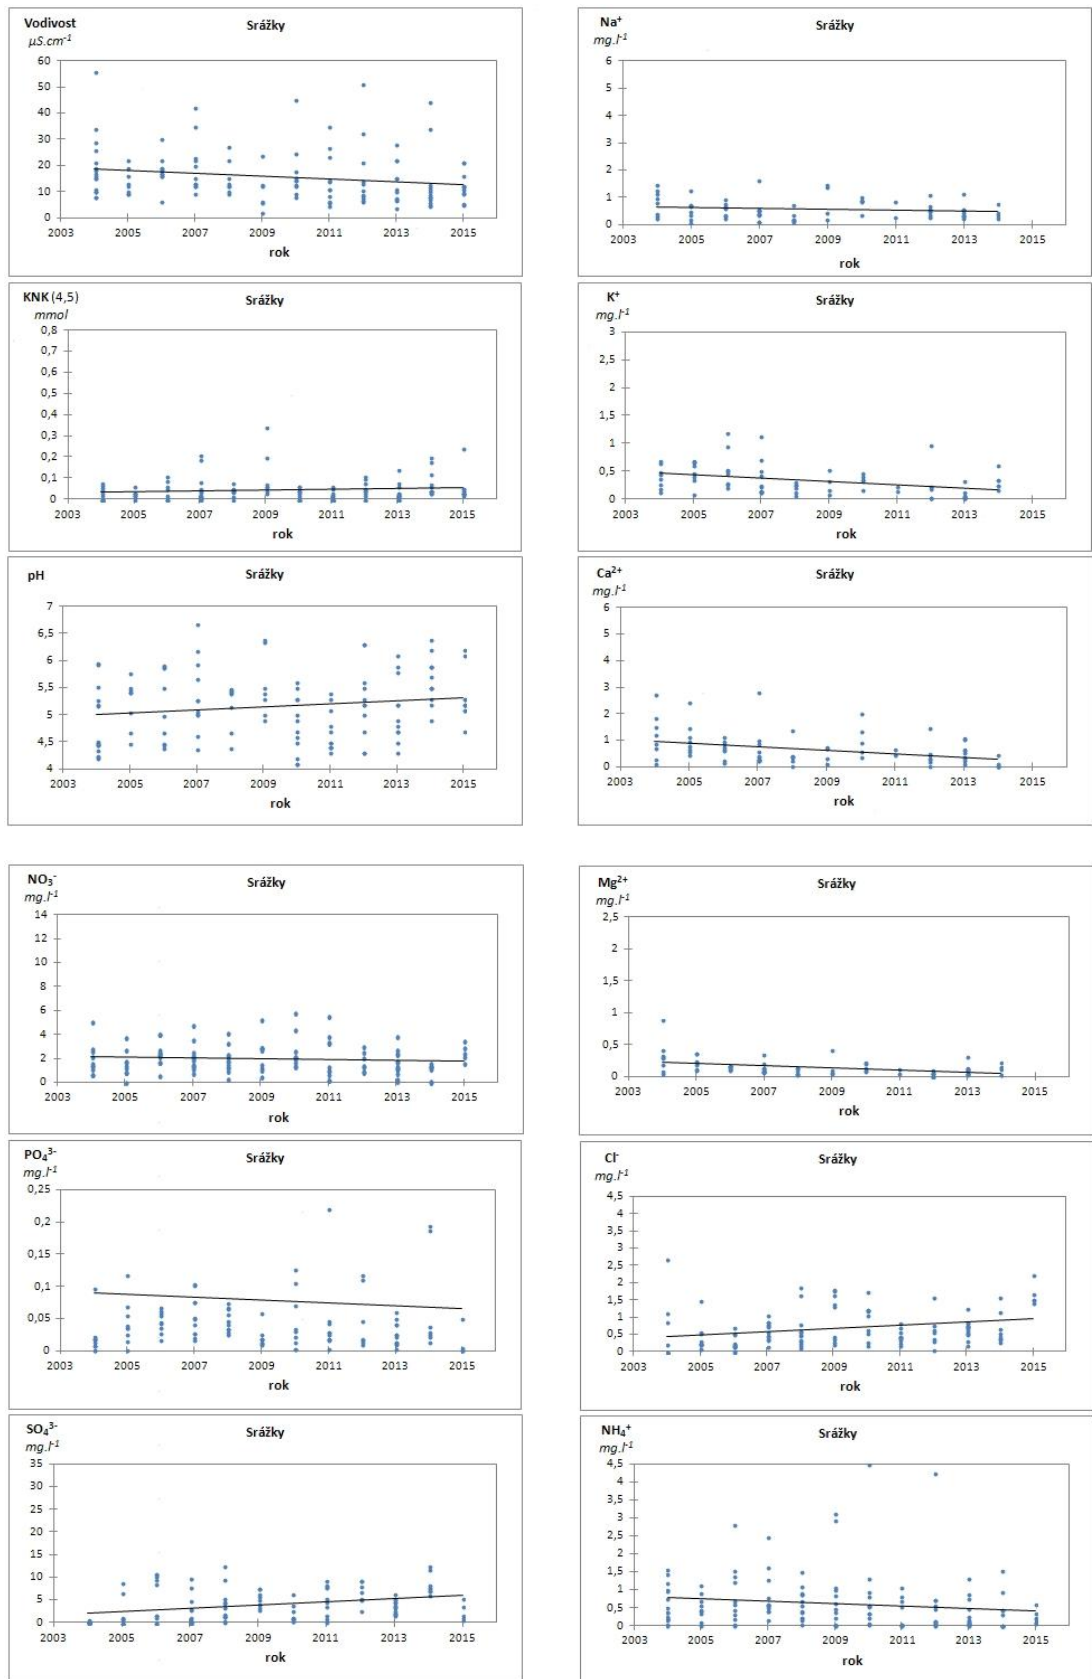 Vodivost
Srážky
µS.cm⁻¹
60
50
40
30
20
10
0
2003 2005 2007 2009 2011 2013 2015
rok
Na⁺
Srážky
mg.l⁻¹
6
5
4
3
2
1
0
2003 2005 2007 2009 2011 2013 2015
rok
KNK (4,5)
Srážky
mmol
0,8
0,7
0,6
0,5
0,4
0,3
0,2
0,1
0
2003 2005 2007 2009 2011 2013 2015
rok
K⁺
Srážky
mg.l⁻¹
3
2,5
2
1,5
1
0,5
0
2003 2005 2007 2009 2011 2013 2015
rok
pH
Srážky
7
6,5
6
5,5
5
4,5
4
2003 2005 2007 2009 2011 2013 2015
rok
Ca²⁺
Srážky
mg.l⁻¹
6
5
4
3
2
1
0
2003 2005 2007 2009 2011 2013 2015
rok
NO₃⁻
Srážky
mg.l⁻¹
14
12
10
8
6
4
2
0
2003 2005 2007 2009 2011 2013 2015
rok
Mg²⁺
Srážky
mg.l⁻¹
2,5
2
1,5
1
0,5
0
2003 2005 2007 2009 2011 2013 2015
rok
PO₄³⁻
Srážky
mg.l⁻¹
0,25
0,2
0,15
0,1
0,05
0
2003 2005 2007 2009 2011 2013 2015
rok
Cl⁻
Srážky
mg.l⁻¹
4,5
4
3,5
3
2,5
2
1,5
1
0,5
0
2003 2005 2007 2009 2011 2013 2015
rok
SO₄³⁻
Srážky
mg.l⁻¹
35
30
25
20
15
10
5
0
2003 2005 2007 2009 2011 2013 2015
rok
NH₄⁺
Srážky
mg.l⁻¹
4,5
4
3,5
3
2,5
2
1,5
1
0,5
0
2003 2005 2007 2009 2011 2013 2015
rok